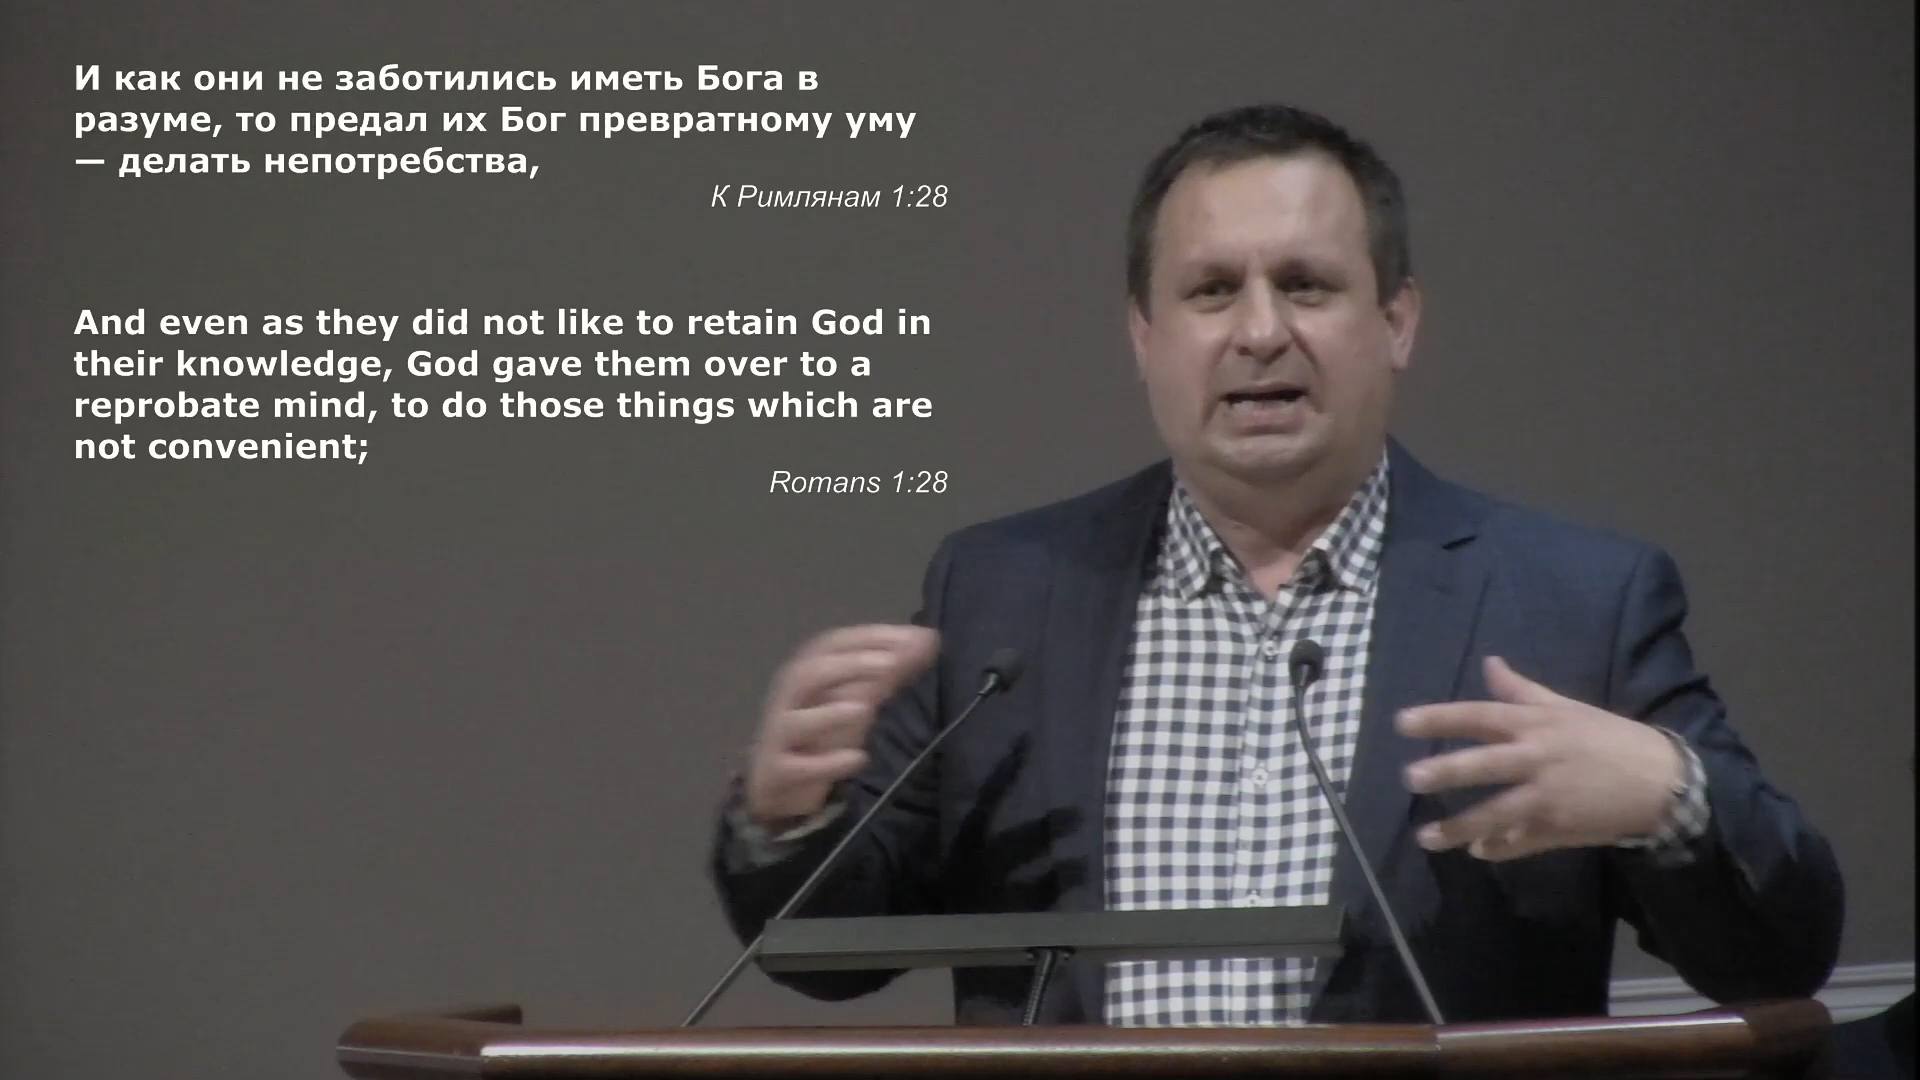 И как они не заботились иметь Бога в
разуме, то предал их Бог превратному уму
— делать непотребства,
К Римлянам 1:28
And even as they did not like to retain God in
their knowledge, God gave them over to a
reprobate mind, to do those things which are
not convenient;
Romans 1:28